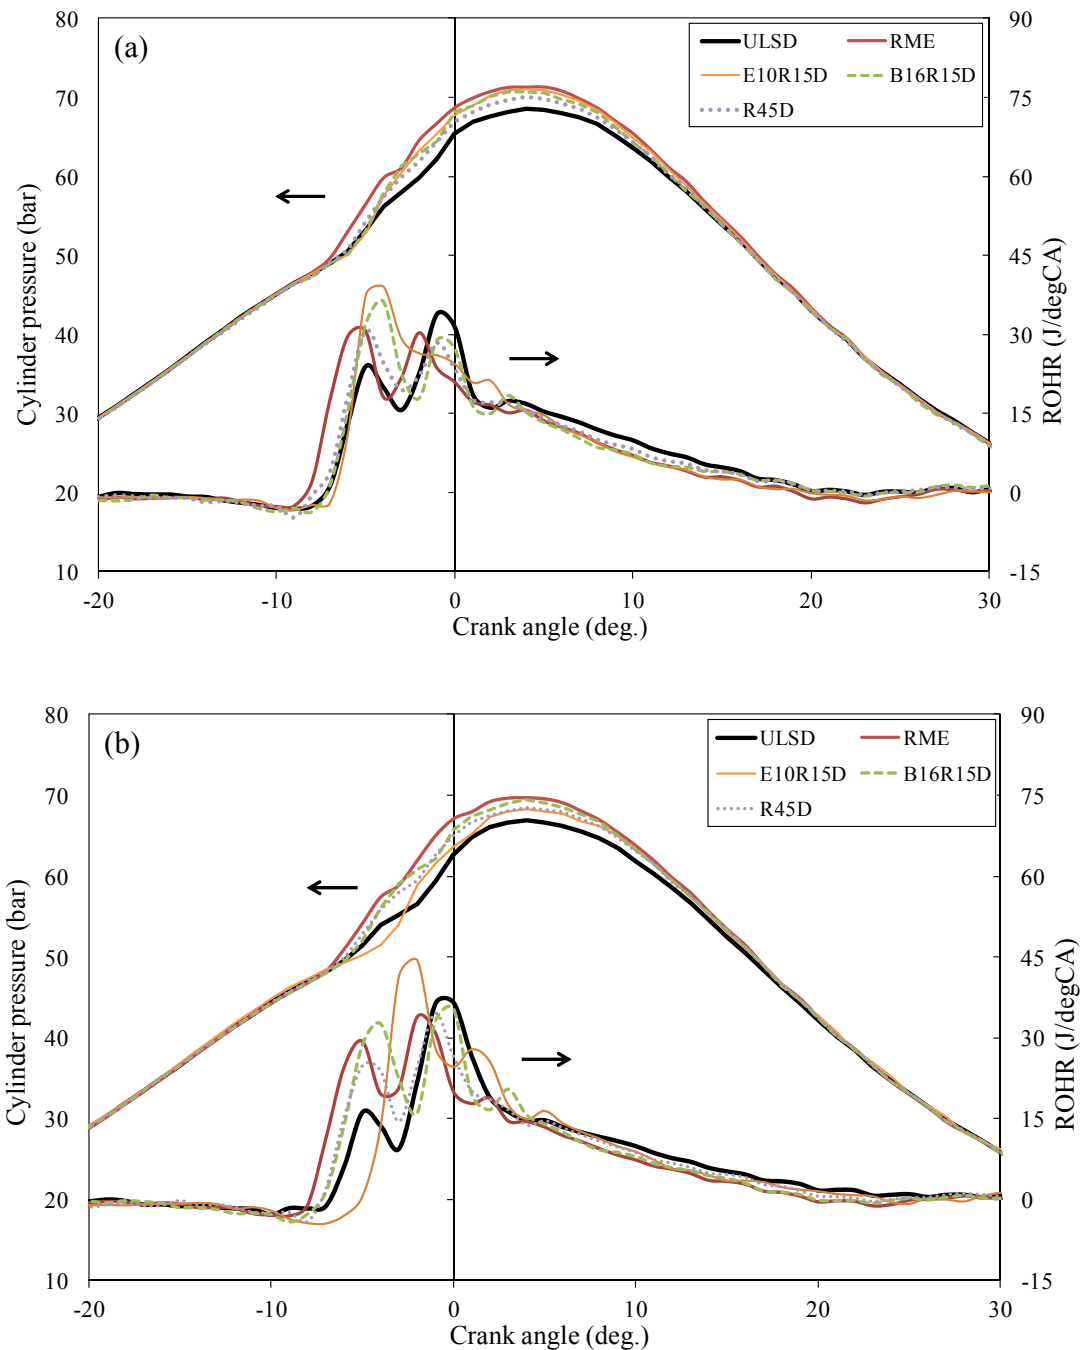 (a)
ULSD
RME
E10R15D
B16R15D
R45D
Cylinder pressure (bar)
80
70
60
50
40
30
20
10
ROHR (J/degCA)
90
75
60
45
30
15
0
-15
-20
-10
0
10
20
30
Crank angle (deg.)
(b)
ULSD
RME
E10R15D
B16R15D
R45D
Cylinder pressure (bar)
80
70
60
50
40
30
20
10
ROHR (J/degCA)
90
75
60
45
30
15
0
-15
-20
-10
0
10
20
30
Crank angle (deg.)